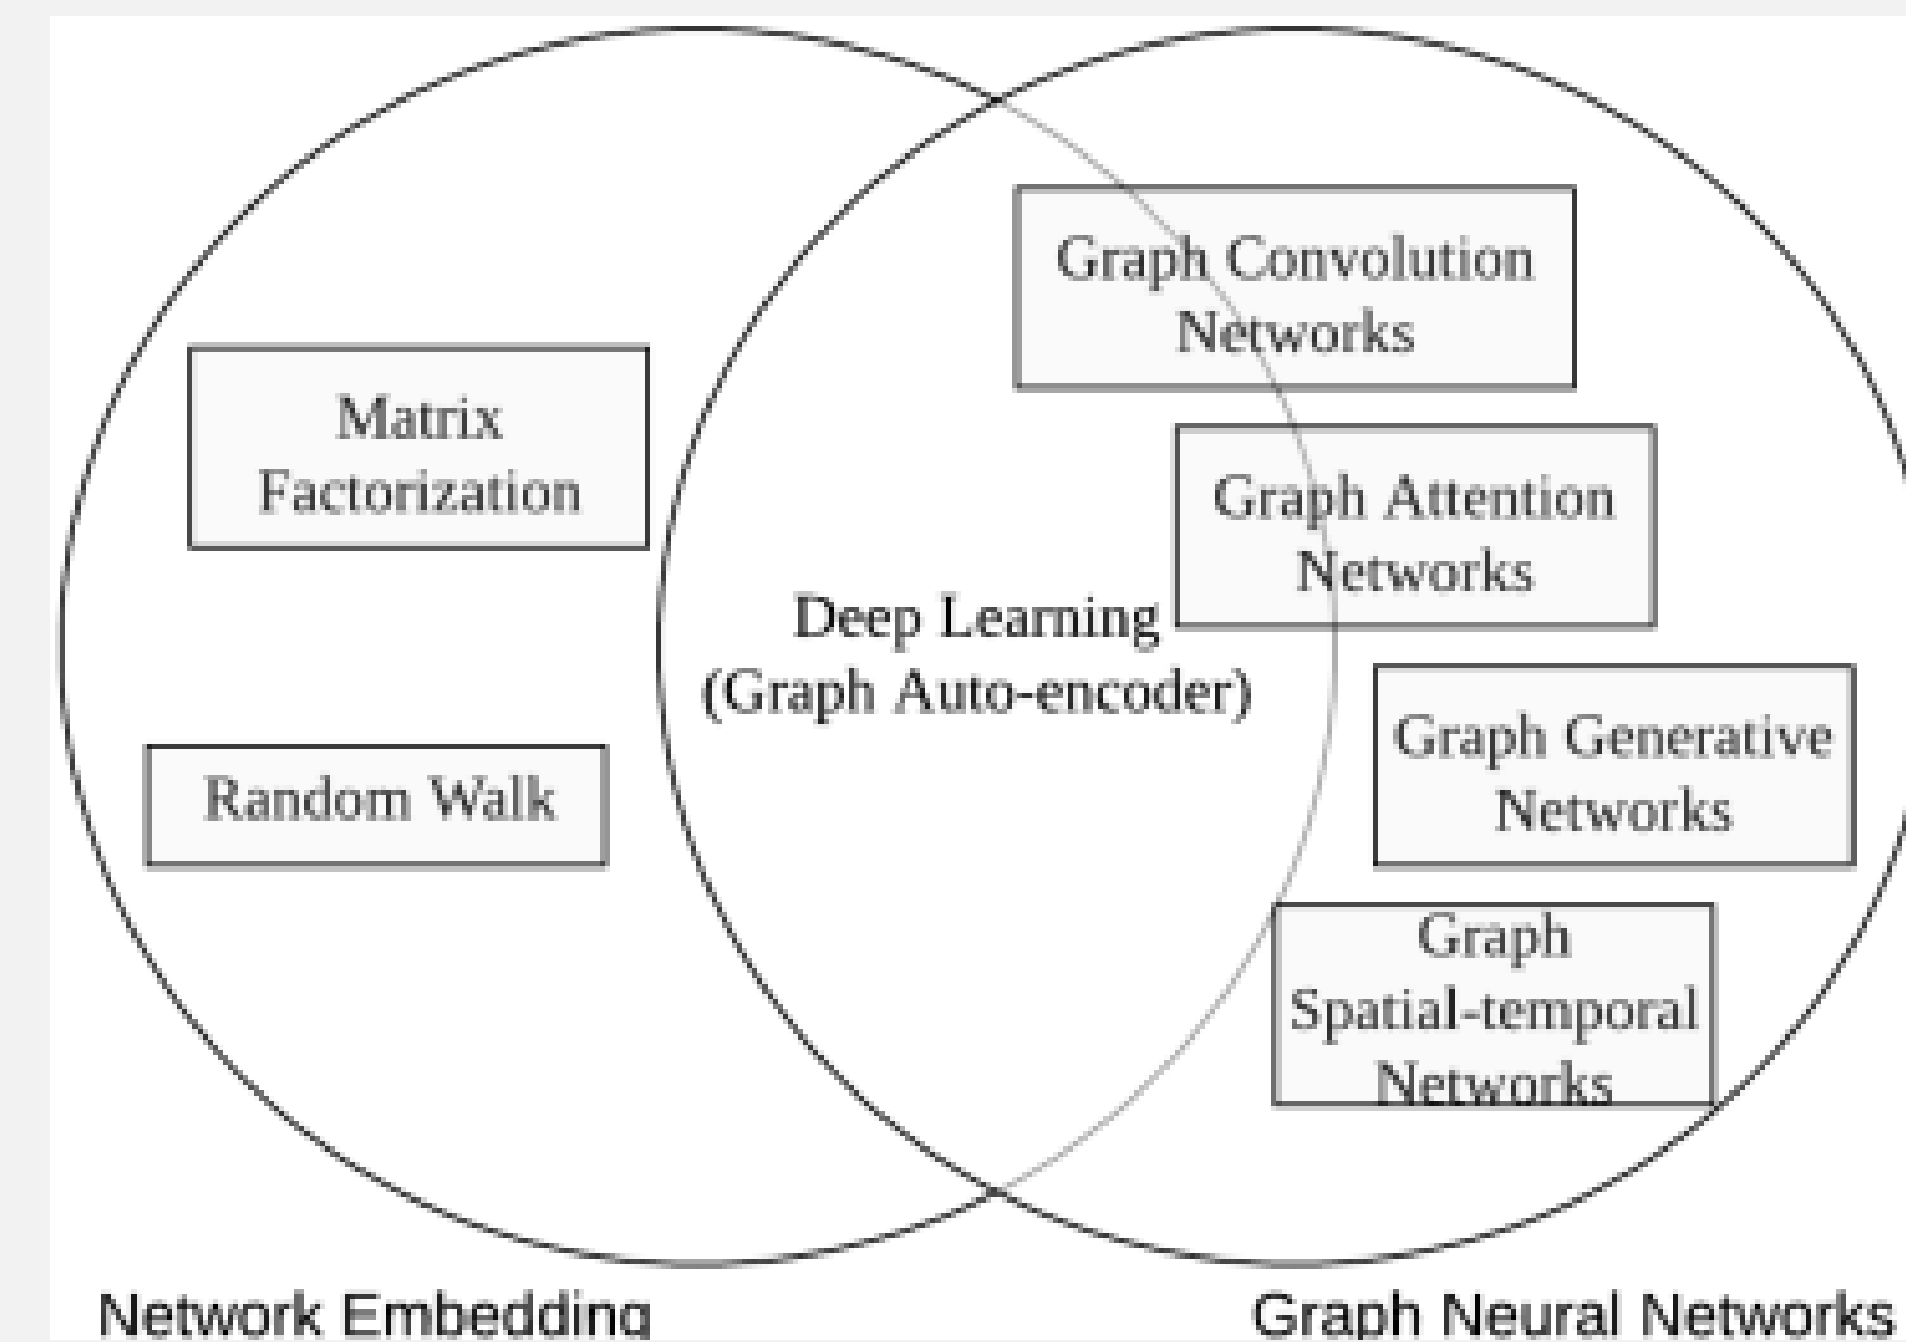 Graph Convolution
Networks
Matrix
Factorization
Graph Attention
Networks
Deep Learning
(Graph Auto-encoder)
Graph Generative
Networks
Random Walk
Graph
Spatial-temporal
Networks
Network Embedding
Graph Neural Networks